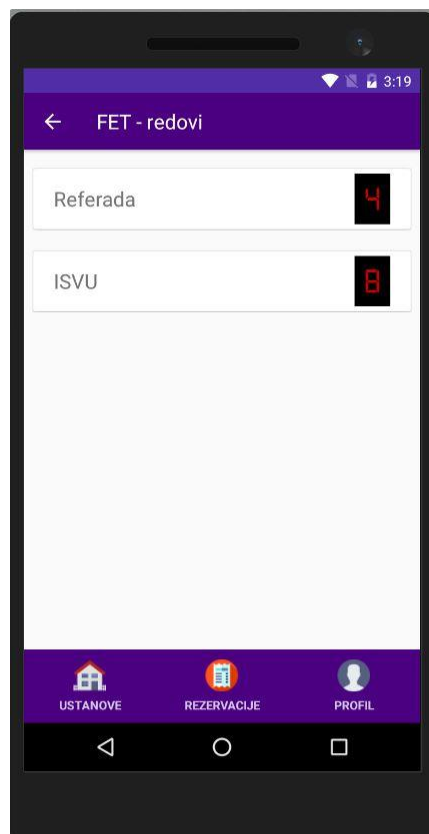 3:19
FET - redovi
Referada 4
ISVU 8
USTANOVE REZERVACIJE PROFIL